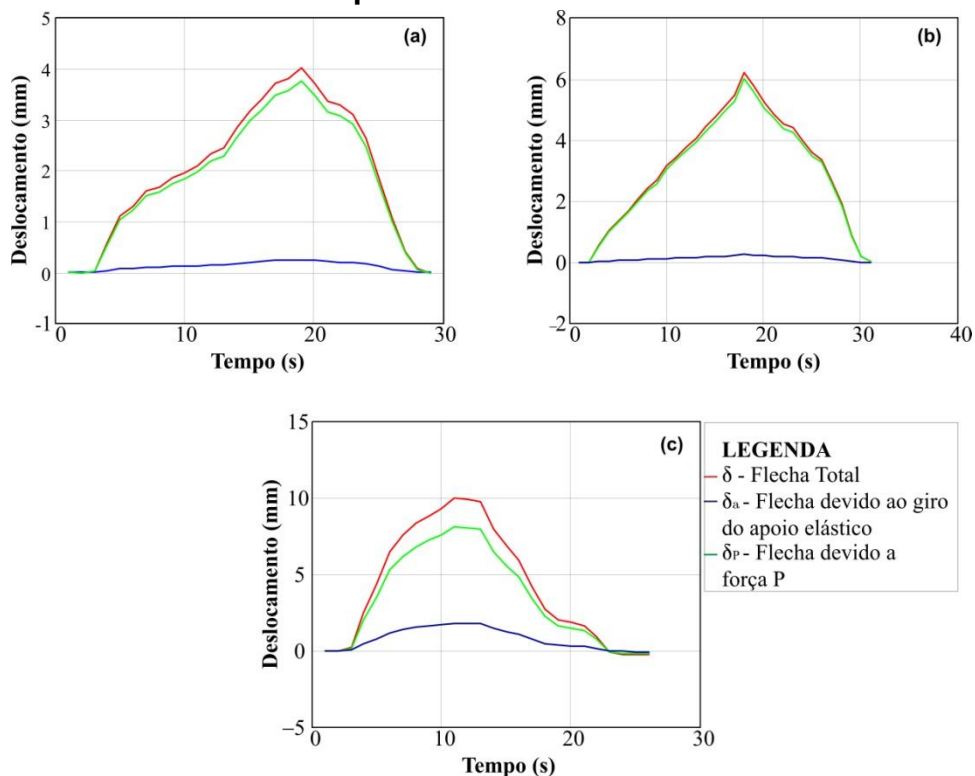 5
4
3
2
1
0
-1
Deslocamento (mm)
(a)
0
10
20
30
Tempo (s)
8
6
4
2
0
-2
Deslocamento (mm)
(b)
0
10
20
30
40
Tempo (s)
15
10
5
0
-5
Deslocamento (mm)
(c)
0
10
20
30
Tempo (s)
LEGENDA
δ - Flecha Total
δa - Flecha devido ao giro
do apoio elástico
δP - Flecha devido a
força P